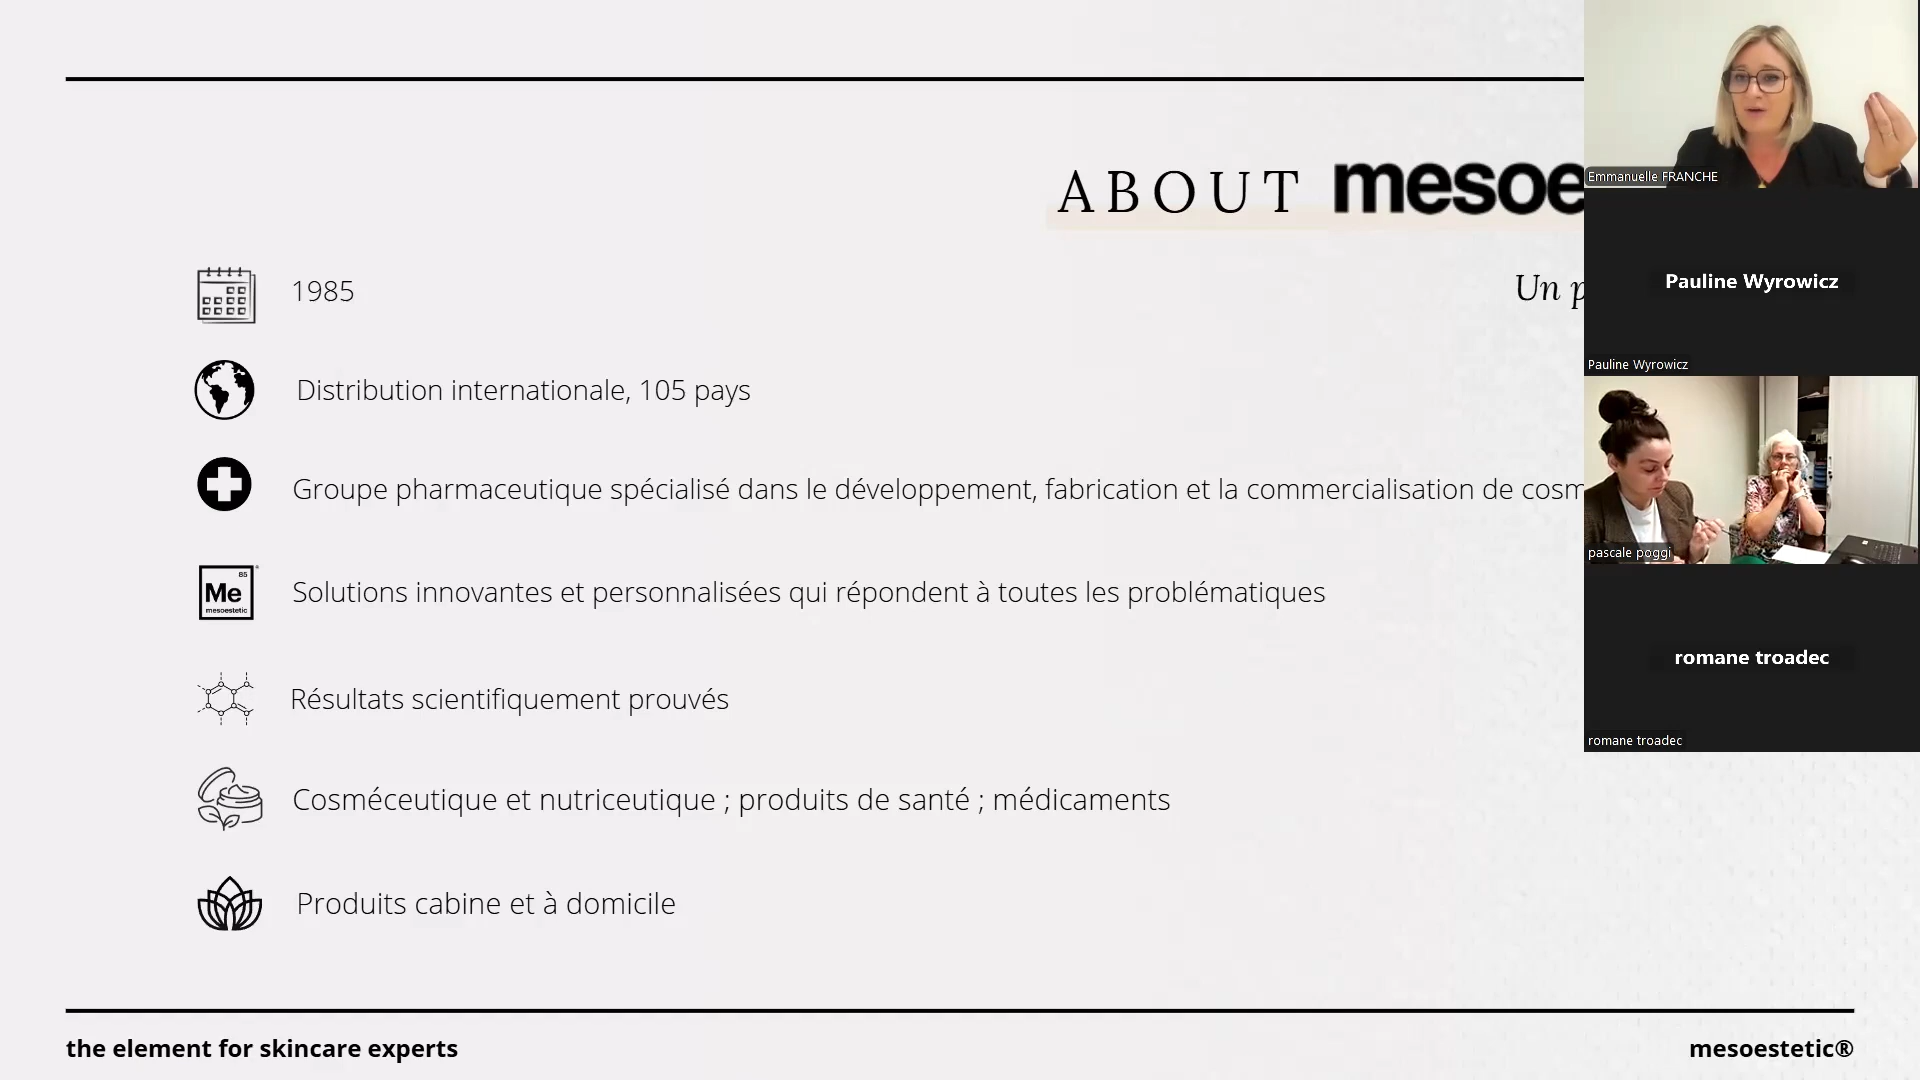 ABOUT mesoe
Un p
1985
Distribution internationale, 105 pays
Groupe pharmaceutique spécialisé dans le développement, fabrication et la commercialisation de cosm
85
Me
mesoestetic
Solutions innovantes et personnalisées qui répondent à toutes les problématiques
Résultats scientifiquement prouvés
Cosméceutique et nutriceutique ; produits de santé ; médicaments
Produits cabine et à domicile
the element for skincare experts
mesoestetic®
Emmanuelle FRANCHE
Pauline Wyrowicz
Pauline Wyrowicz
pascale poggi
romane troadec
romane troadec